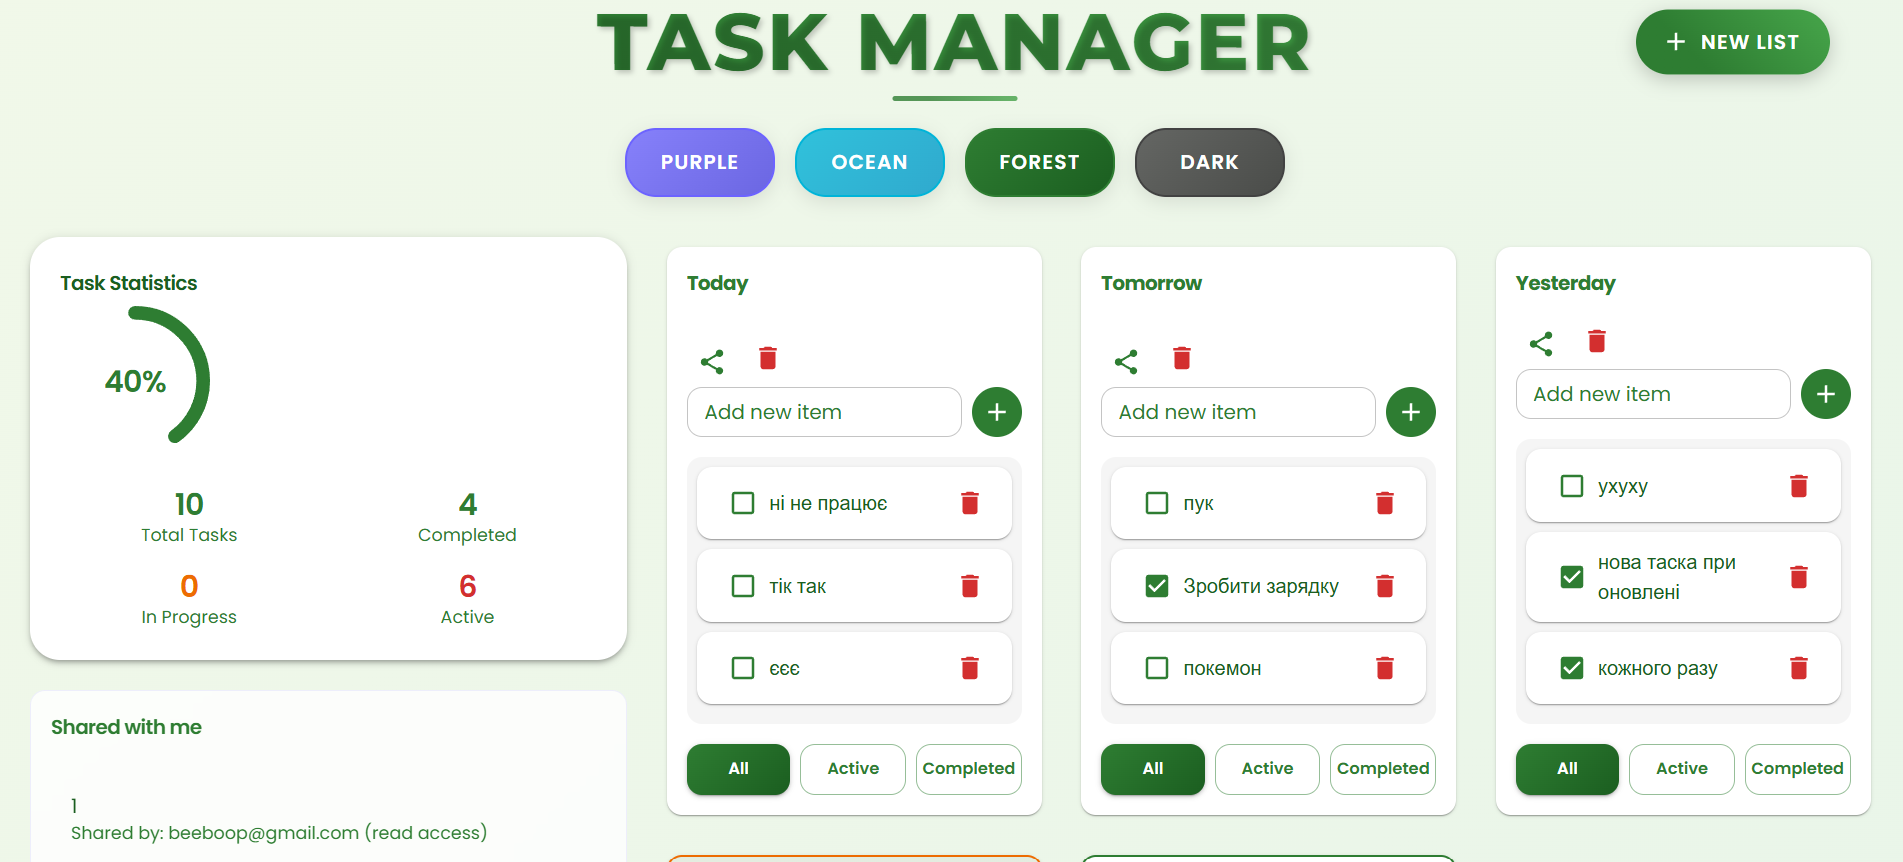 TASK MANAGER
+ NEW LIST
PURPLE
OCEAN
FOREST
DARK
Task Statistics
40%
10
Total Tasks
4
Completed
0
In Progress
6
Active
Shared with me
1
Shared by: beeboop@gmail.com (read access)
Today
Add new item
ні не працює
тік так
єєє
All
Active
Completed
Tomorrow
Add new item
пук
Зробити зарядку
покемон
All
Active
Completed
Yesterday
Add new item
ухуху
нова таска при
оновлені
кожного разу
All
Active
Completed